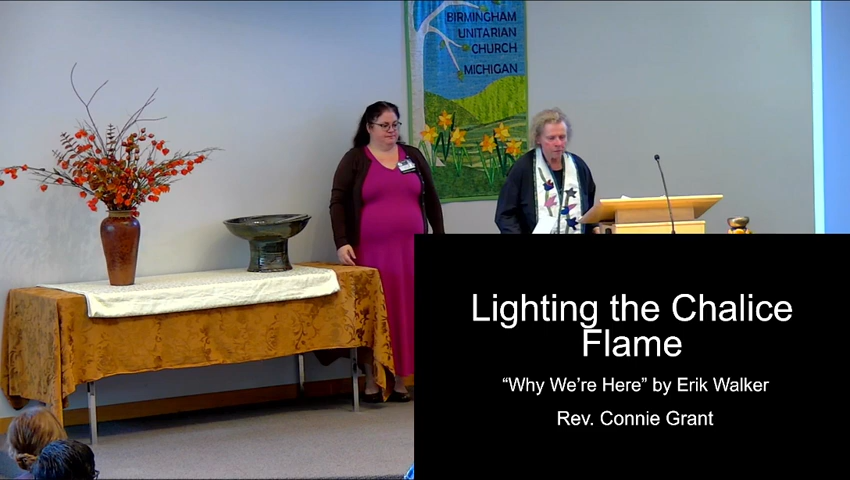 BIRMINGHAM
UNITARIAN
CHURCH
MICHIGAN
Lighting the Chalice
Flame
“Why We’re Here” by Erik Walker
Rev. Connie Grant